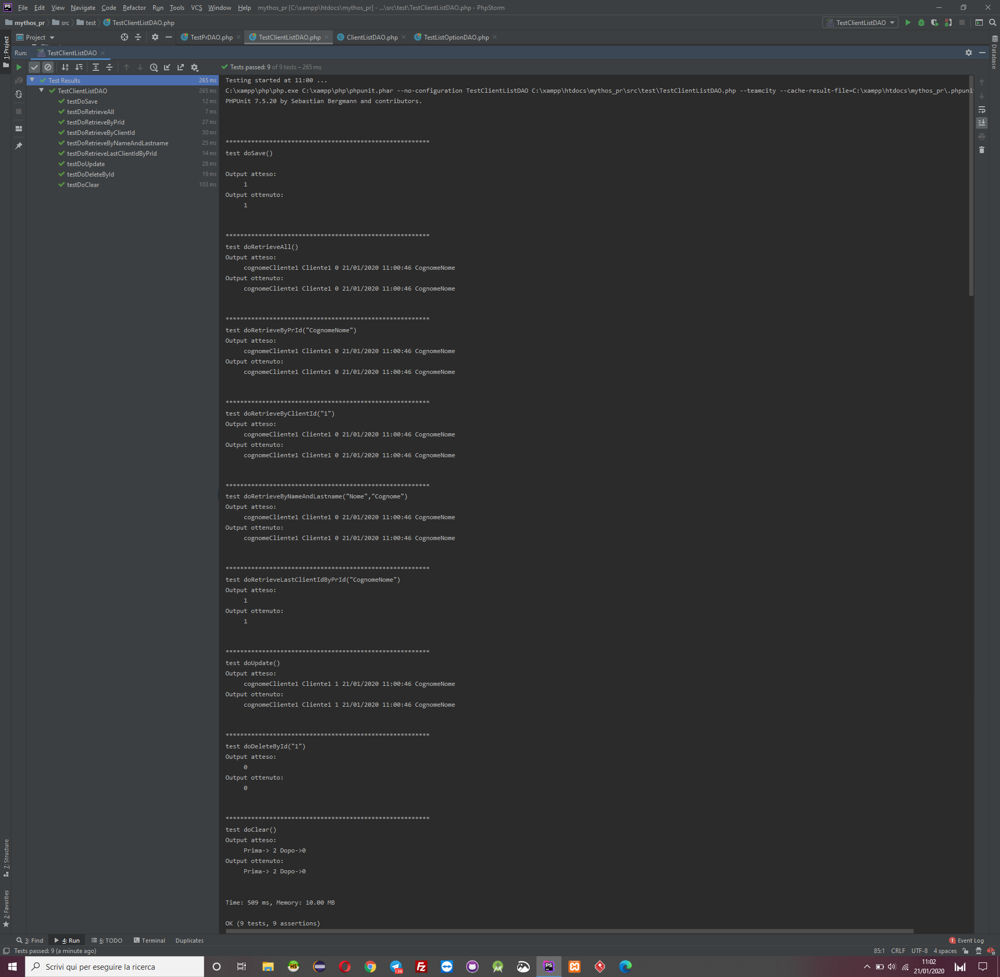 PS File Edit View Navigate Code Refactor Run Tools VCS Window Help mythos_pr [C:\xampp\htdocs\mythos_pr] - ...\src\test\TestClientListDAO.php - PhpStorm
mythos_pr src test TestClientListDAO.php TestClientListDAO
Project TestPrDAO.php TestClientListDAO.php ClientListDAO.php TestListOptionDAO.php
1: Project
Database
Run: TestClientListDAO
Tests passed: 9 of 9 tests – 265 ms
Test Results 265 ms
TestClientListDAO 265 ms
testDoSave 12 ms
testDoRetrieveAll 7 ms
testDoRetrieveByPrId 27 ms
testDoRetrieveByClientId 30 ms
testDoRetrieveByNameAndLastname 25 ms
testDoRetrieveLastClientIdByPrId 14 ms
testDoUpdate 28 ms
testDoDeleteById 19 ms
testDoClear 103 ms
Testing started at 11:00 ...
C:\xampp\php\php.exe C:\xampp\php\phpunit.phar --no-configuration TestClientListDAO C:\xampp\htdocs\mythos_pr\src\test\TestClientListDAO.php --teamcity --cache-result-file=C:\xampp\htdocs\mythos_pr\.phpuni
PHPUnit 7.5.20 by Sebastian Bergmann and contributors.
********************************************************
test doSave()
Output atteso:
1
Output ottenuto:
1
********************************************************
test doRetrieveAll()
Output atteso:
cognomeCliente1 Cliente1 0 21/01/2020 11:00:46 CognomeNome
Output ottenuto:
cognomeCliente1 Cliente1 0 21/01/2020 11:00:46 CognomeNome
********************************************************
test doRetrieveByPrId("CognomeNome")
Output atteso:
cognomeCliente1 Cliente1 0 21/01/2020 11:00:46 CognomeNome
Output ottenuto:
cognomeCliente1 Cliente1 0 21/01/2020 11:00:46 CognomeNome
********************************************************
test doRetrieveByClientId("1")
Output atteso:
cognomeCliente1 Cliente1 0 21/01/2020 11:00:46 CognomeNome
Output ottenuto:
cognomeCliente1 Cliente1 0 21/01/2020 11:00:46 CognomeNome
********************************************************
test doRetrieveByNameAndLastname("Nome","Cognome")
Output atteso:
cognomeCliente1 Cliente1 0 21/01/2020 11:00:46 CognomeNome
Output ottenuto:
cognomeCliente1 Cliente1 0 21/01/2020 11:00:46 CognomeNome
********************************************************
test doRetrieveLastClientIdByPrId("CognomeNome")
Output atteso:
1
Output ottenuto:
1
********************************************************
test doUpdate()
Output atteso:
cognomeCliente1 Cliente1 1 21/01/2020 11:00:46 CognomeNome
Output ottenuto:
cognomeCliente1 Cliente1 1 21/01/2020 11:00:46 CognomeNome
********************************************************
test doDeleteById("1")
Output atteso:
0
Output ottenuto:
0
********************************************************
test doClear()
Output atteso:
Prima-> 2 Dopo->0
Output ottenuto:
Prima-> 2 Dopo->0
Time: 509 ms, Memory: 10.00 MB
OK (9 tests, 9 assertions)
7: Structure
2: Favorites
3: Find 4: Run 6: TODO Terminal Duplicates 1 Event Log
Tests passed: 9 (a minute ago) 85:1 CRLF UTF-8 4 spaces
Scrivi qui per eseguire la ricerca HS 136 Fz PS 11:02
21/01/2020